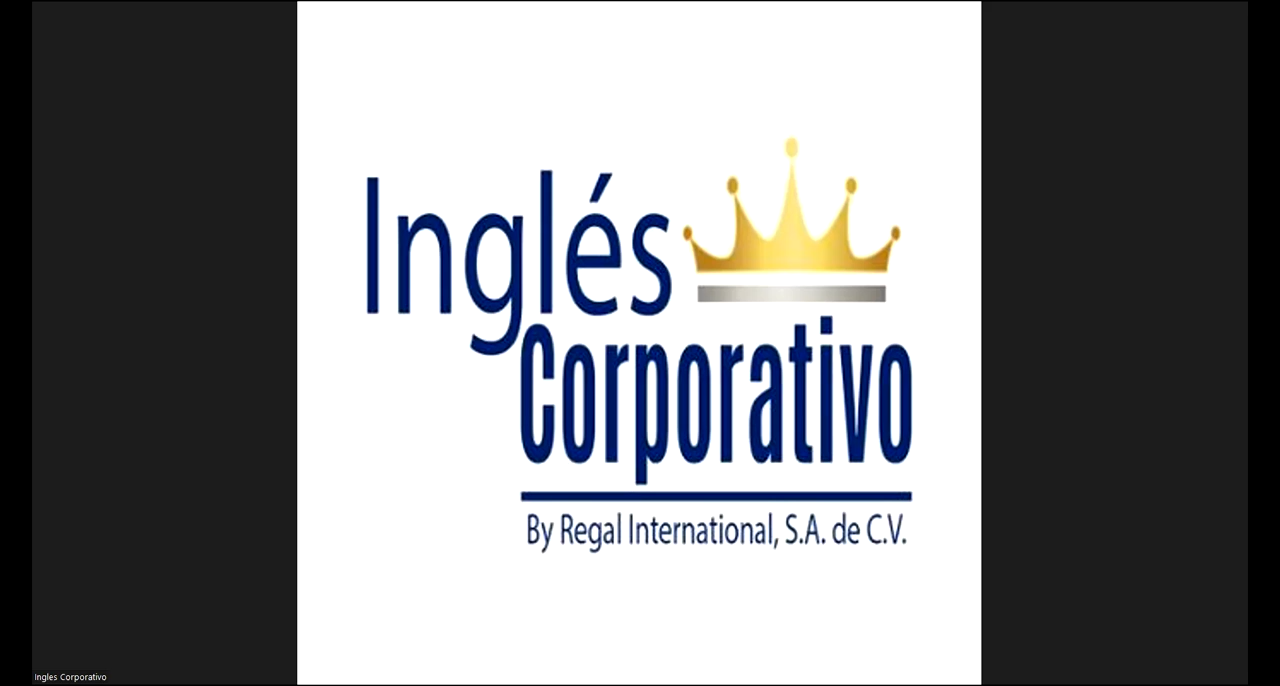 Inglés
Corporativo
By Regal International, S.A. de C.V.
Ingles Corporativo